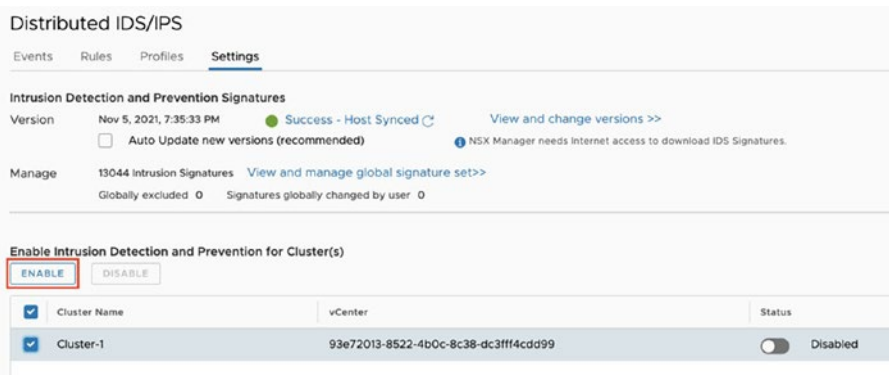 Distributed IDS/IPS
Events Rules Profiles Settings
Intrusion Detection and Prevention Signatures
Version Nov 5, 2021, 7:35:33 PM Success - Host Synced View and change versions >>
Auto Update new versions (recommended) NSX Manager needs Internet access to download IDS Signatures.
Manage 13044 Intrusion Signatures View and manage global signature set>>
Globally excluded 0 Signatures globally changed by user 0
Enable Intrusion Detection and Prevention for Cluster(s)
ENABLE DISABLE
Cluster Name vCenter Status
Cluster-1 93e72013-8522-4b0c-8c38-dc3fff4cdd99 Disabled